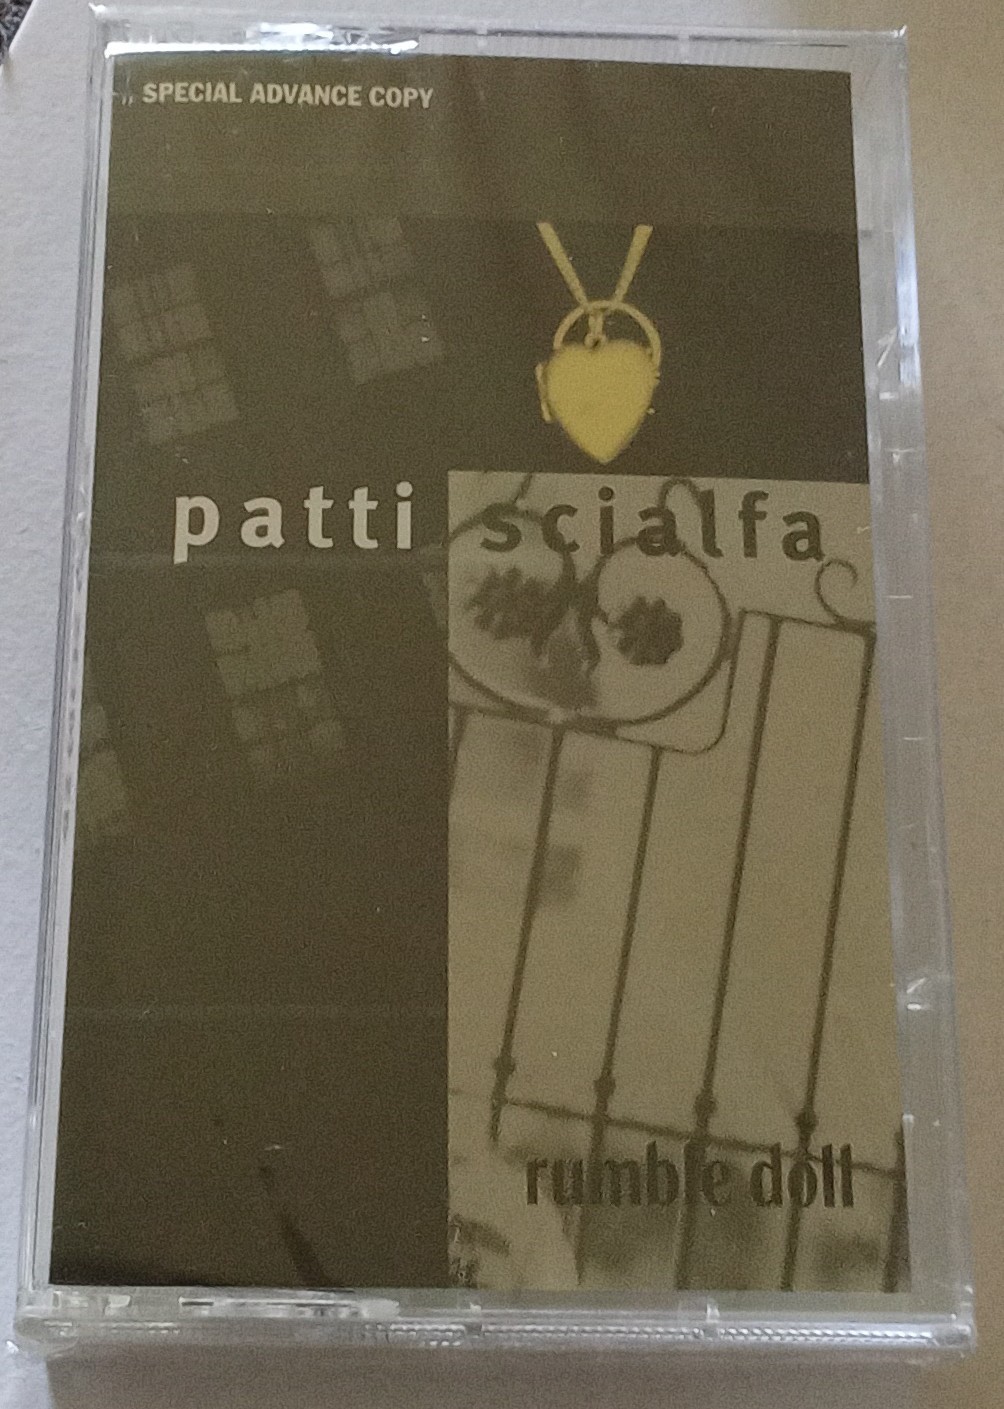 SPECIAL ADVANCE COPY
patti scialfa
rumble doll